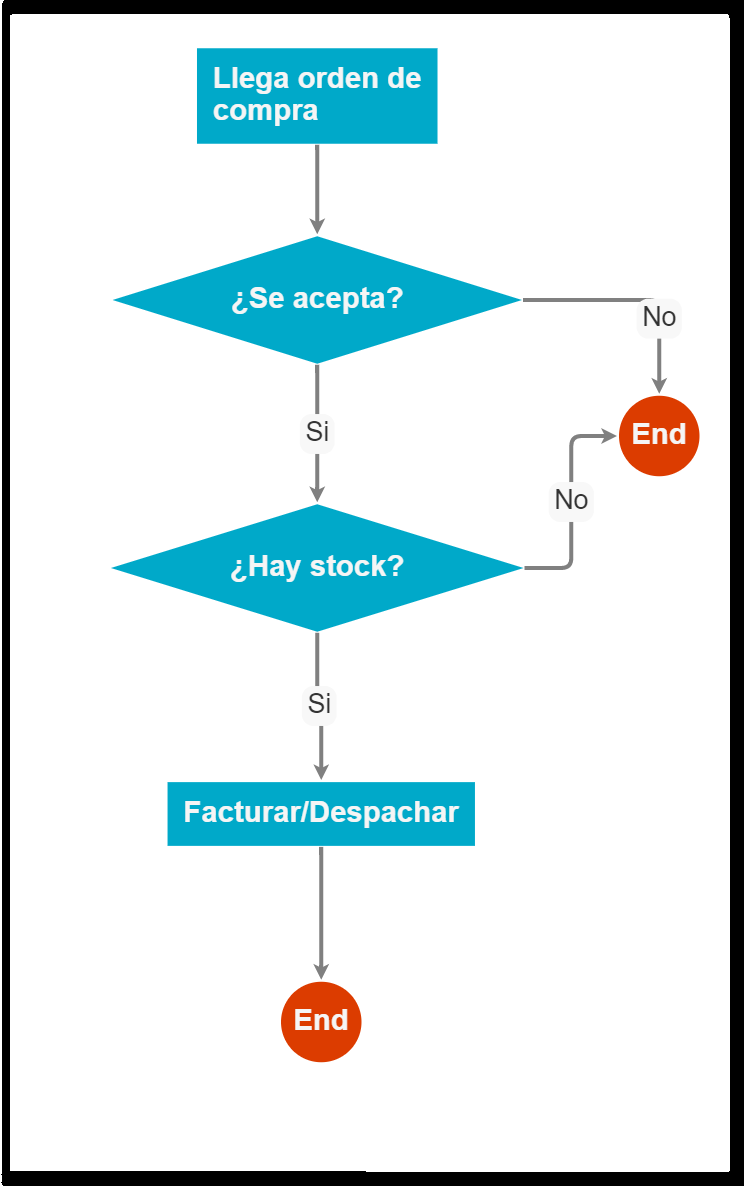 Llega orden de
compra
¿Se acepta?
No
Si
End
No
¿Hay stock?
Si
Facturar/Despachar
End